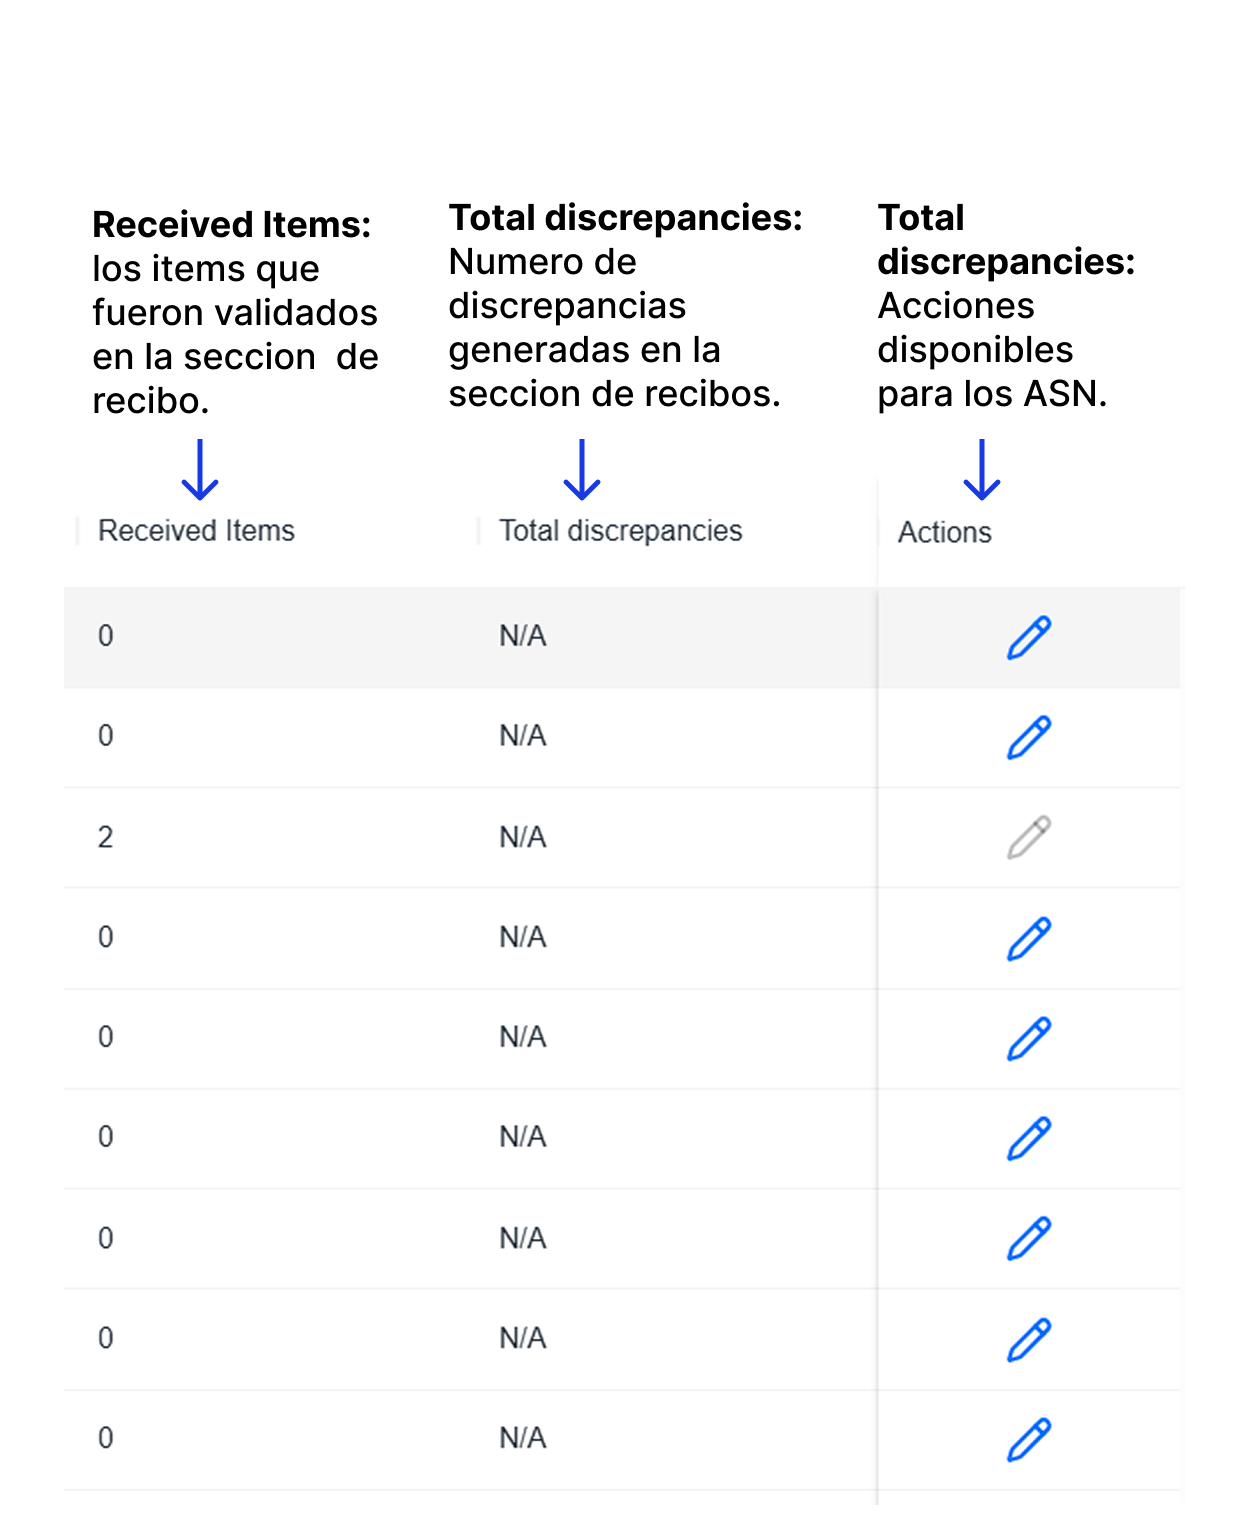 Received Items:
los items que
fueron validados
en la seccion  de
recibo.
Total discrepancies:
Numero de
discrepancias
generadas en la
seccion de recibos.
Total
discrepancies:
Acciones
disponibles
para los ASN.
Received Items Total discrepancies Actions
0 N/A
0 N/A
2 N/A
0 N/A
0 N/A
0 N/A
0 N/A
0 N/A
0 N/A